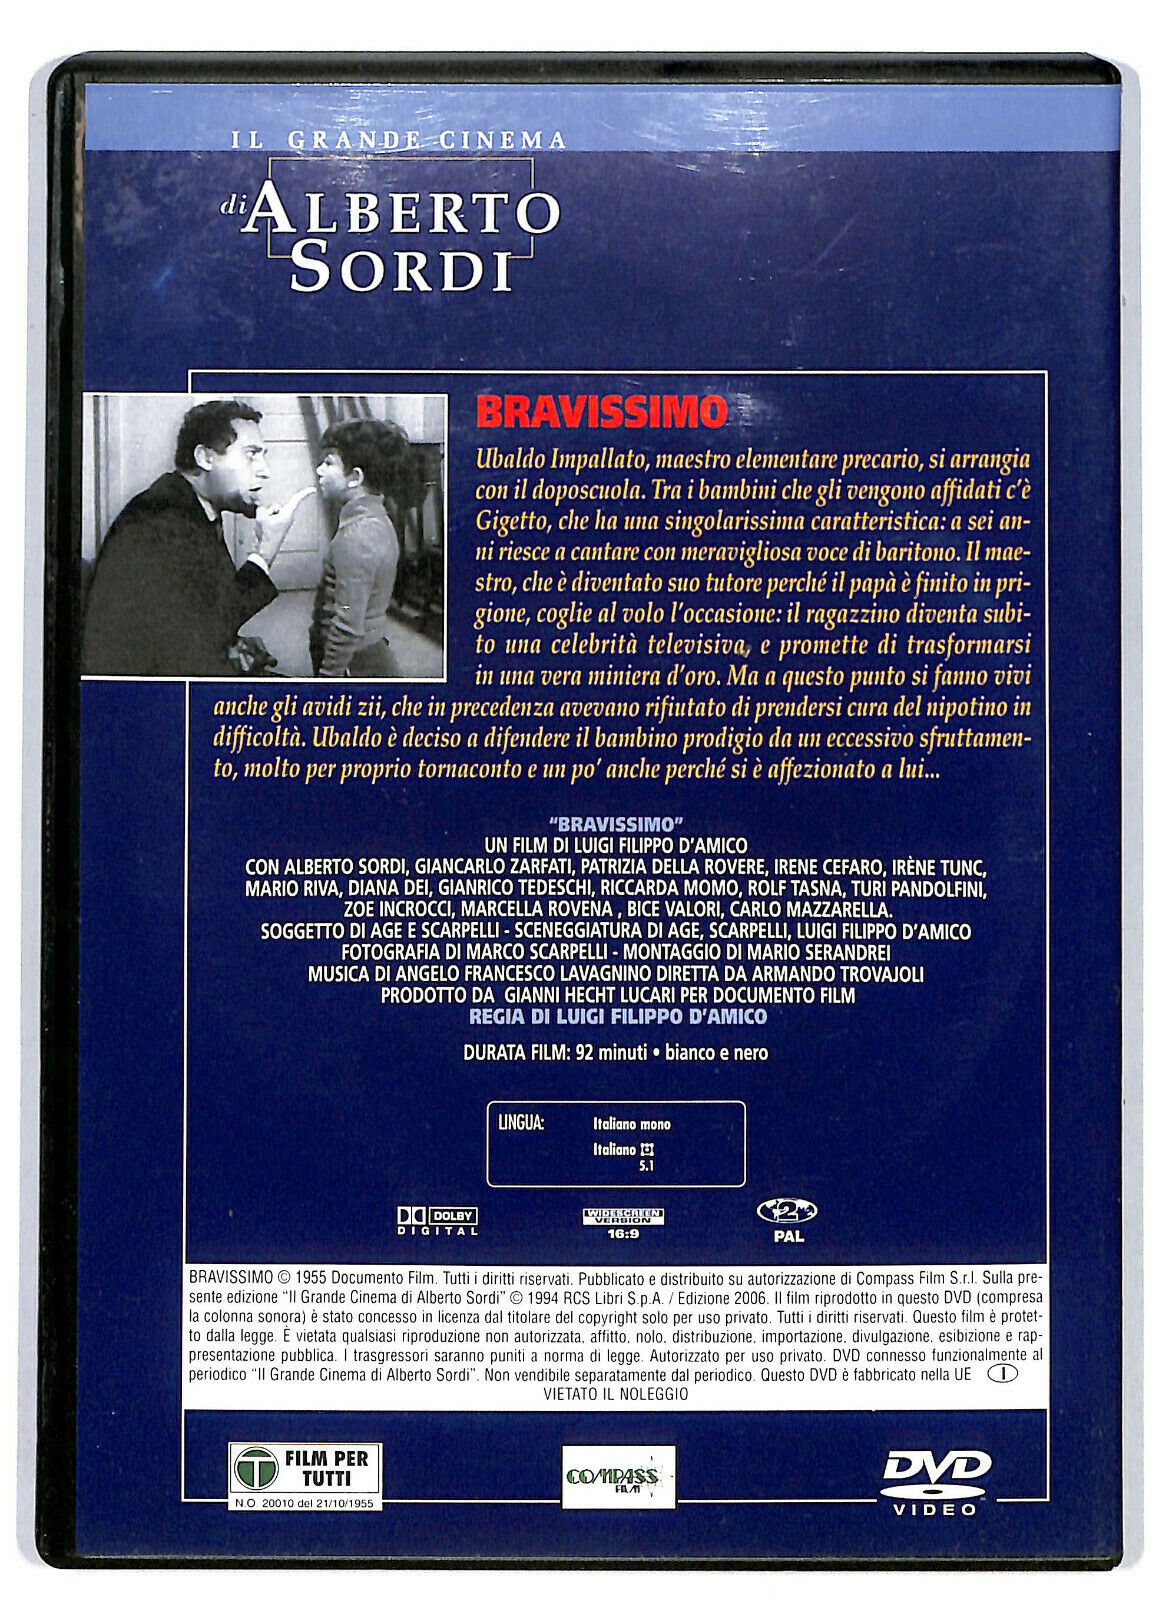 IL GRANDE CINEMA
di ALBERTO
SORDI
BRAVISSIMO
Ubaldo Impallato, maestro elementare precario, si arrangia
con il doposcuola. Tra i bambini che gli vengono affidati c'è
Gigetto, che ha una singolarissima caratteristica: a sei an-
ni riesce a cantare con meravigliosa voce di baritono. Il mae-
stro, che è diventato suo tutore perché il papà è finito in pri-
gione, coglie al volo l'occasione: il ragazzino diventa subi-
to una celebrità televisiva, e promette di trasformarsi
in una vera miniera d'oro. Ma a questo punto si fanno vivi
anche gli avidi zii, che in precedenza avevano rifiutato di prendersi cura del nipotino in
difficoltà. Ubaldo è deciso a difendere il bambino prodigio da un eccessivo sfruttamen-
to, molto per proprio tornaconto e un po' anche perché si è affezionato a lui...
"BRAVISSIMO"
UN FILM DI LUIGI FILIPPO D'AMICO
CON ALBERTO SORDI, GIANCARLO ZARFATI, PATRIZIA DELLA ROVERE, IRENE CEFARO, IRÈNE TUNC,
MARIO RIVA, DIANA DEI, GIANRICO TEDESCHI, RICCARDA MOMO, ROLF TASNA, TURI PANDOLFINI,
ZOE INCROCCI, MARCELLA ROVENA , BICE VALORI, CARLO MAZZARELLA.
SOGGETTO DI AGE E SCARPELLI - SCENEGGIATURA DI AGE, SCARPELLI, LUIGI FILIPPO D'AMICO
FOTOGRAFIA DI MARCO SCARPELLI - MONTAGGIO DI MARIO SERANDREI
MUSICA DI ANGELO FRANCESCO LAVAGNINO DIRETTA DA ARMANDO TROVAJOLI
PRODOTTO DA GIANNI HECHT LUCARI PER DOCUMENTO FILM
REGIA DI LUIGI FILIPPO D'AMICO
DURATA FILM: 92 minuti • bianco e nero
LINGUA: Italiano mono
Italiano
5.1
DOLBY
DIGITAL
WIDESCREEN
VERSION
16:9
2
PAL
BRAVISSIMO © 1955 Documento Film. Tutti i diritti riservati. Pubblicato e distribuito su autorizzazione di Compass Film S.r.l. Sulla pre-
sente edizione "Il Grande Cinema di Alberto Sordi" © 1994 RCS Libri S.p.A. / Edizione 2006. Il film riprodotto in questo DVD (compresa
la colonna sonora) è stato concesso in licenza dal titolare del copyright solo per uso privato. Tutti i diritti riservati. Questo film è protet-
to dalla legge. È vietata qualsiasi riproduzione non autorizzata, affitto, nolo, distribuzione, importazione, divulgazione, esibizione e rap-
presentazione pubblica. I trasgressori saranno puniti a norma di legge. Autorizzato per uso privato. DVD connesso funzionalmente al
periodico "Il Grande Cinema di Alberto Sordi". Non vendibile separatamente dal periodico. Questo DVD è fabbricato nella UE I
VIETATO IL NOLEGGIO
T FILM PER
TUTTI
N.O. 20010 del 21/10/1955
COMPASS
FILM
DVD
VIDEO